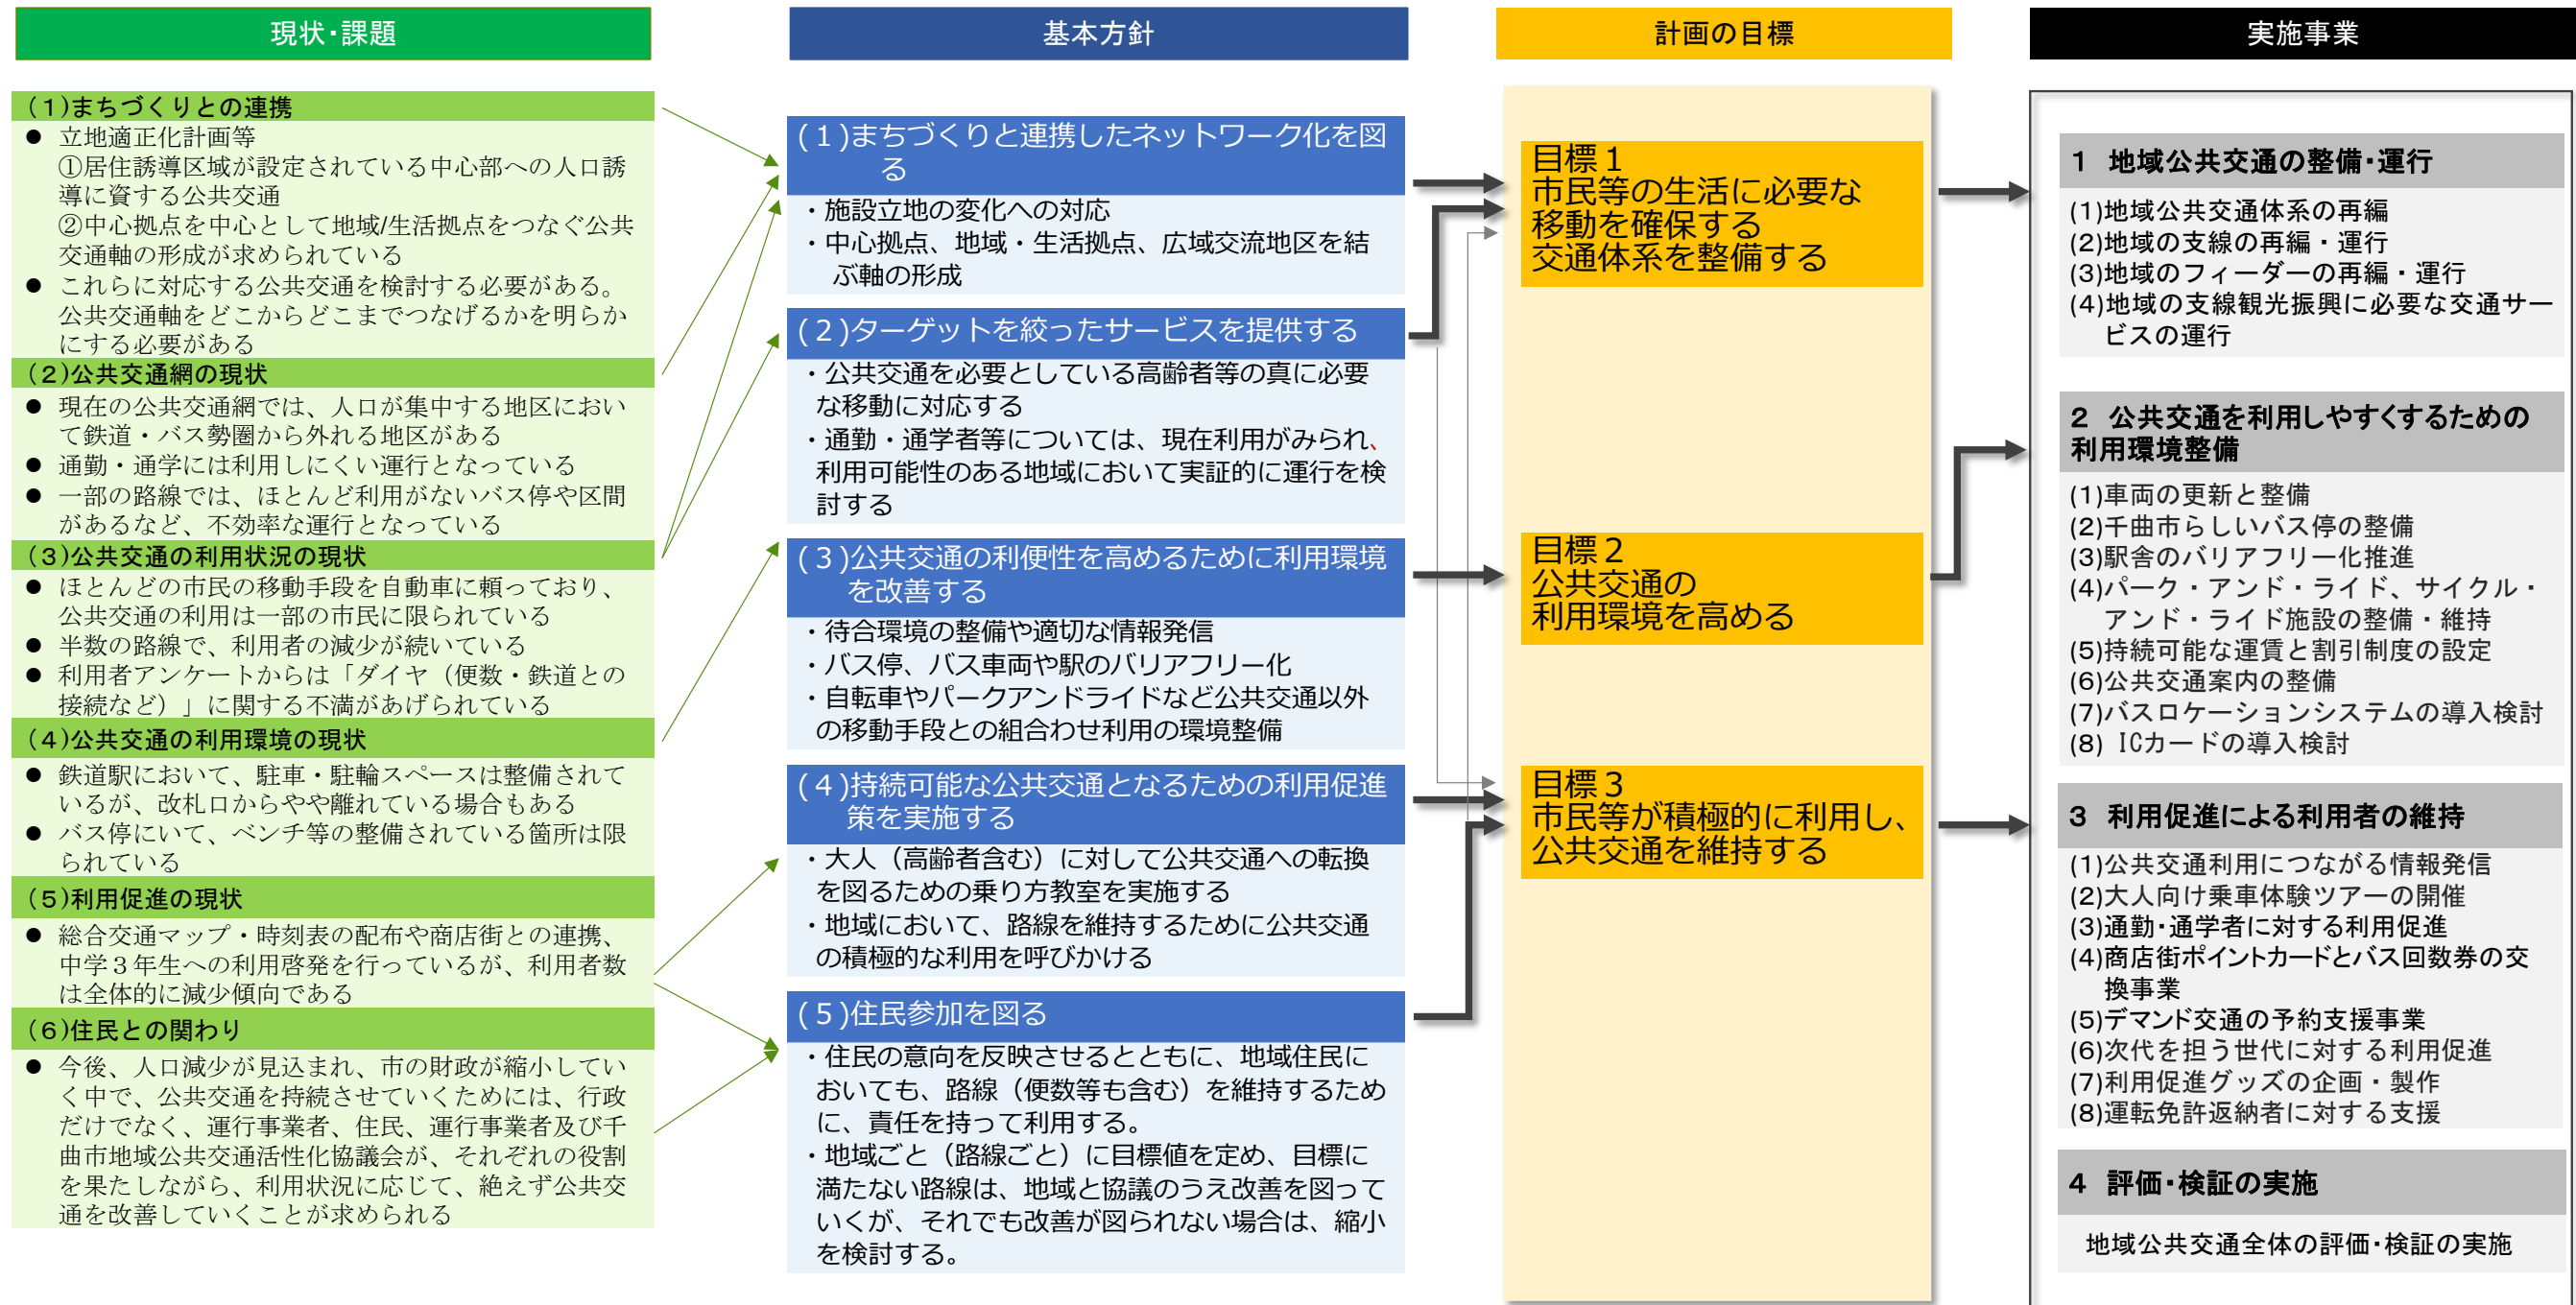 現状・課題
(1)まちづくりとの連携
● 立地適正化計画等
①居住誘導区域が設定されている中心部への人口誘
導に資する公共交通
②中心拠点を中心として地域/生活拠点をつなぐ公共
交通軸の形成が求められている
● これらに対応する公共交通を検討する必要がある。
公共交通軸をどこからどこまでつなげるかを明らか
にする必要がある
(2)公共交通網の現状
● 現在の公共交通網では、人口が集中する地区におい
て鉄道・バス勢圏から外れる地区がある
● 通勤・通学には利用しにくい運行となっている
● 一部の路線では、ほとんど利用がないバス停や区間
があるなど、不効率な運行となっている
(3)公共交通の利用状況の現状
● ほとんどの市民の移動手段を自動車に頼っており、
公共交通の利用は一部の市民に限られている
● 半数の路線で、利用者の減少が続いている
● 利用者アンケートからは「ダイヤ（便数・鉄道との
接続など）」に関する不満があげられている
(4)公共交通の利用環境の現状
● 鉄道駅において、駐車・駐輪スペースは整備されて
いるが、改札口からやや離れている場合もある
● バス停にいて、ベンチ等の整備されている箇所は限
られている
(5)利用促進の現状
● 総合交通マップ・時刻表の配布や商店街との連携、
中学３年生への利用啓発を行っているが、利用者数
は全体的に減少傾向である
(6)住民との関わり
● 今後、人口減少が見込まれ、市の財政が縮小してい
く中で、公共交通を持続させていくためには、行政
だけでなく、運行事業者、住民、運行事業者及び千
曲市地域公共交通活性化協議会が、それぞれの役割
を果たしながら、利用状況に応じて、絶えず公共交
通を改善していくことが求められる
基本方針
(１)まちづくりと連携したネットワーク化を図
る
・施設立地の変化への対応
・中心拠点、地域・生活拠点、広域交流地区を結
ぶ軸の形成
(２)ターゲットを絞ったサービスを提供する
・公共交通を必要としている高齢者等の真に必要
な移動に対応する
・通勤・通学者等については、現在利用がみられ、
利用可能性のある地域において実証的に運行を検
討する
(３)公共交通の利便性を高めるために利用環境
を改善する
・待合環境の整備や適切な情報発信
・バス停、バス車両や駅のバリアフリー化
・自転車やパークアンドライドなど公共交通以外
の移動手段との組合わせ利用の環境整備
(４)持続可能な公共交通となるための利用促進
策を実施する
・大人（高齢者含む）に対して公共交通への転換
を図るための乗り方教室を実施する
・地域において、路線を維持するために公共交通
の積極的な利用を呼びかける
(５)住民参加を図る
・住民の意向を反映させるとともに、地域住民に
おいても、路線（便数等も含む）を維持するため
に、責任を持って利用する。
・地域ごと（路線ごと）に目標値を定め、目標に
満たない路線は、地域と協議のうえ改善を図って
いくが、それでも改善が図られない場合は、縮小
を検討する。
計画の目標
目標１
市民等の生活に必要な
移動を確保する
交通体系を整備する
目標２
公共交通の
利用環境を高める
目標３
市民等が積極的に利用し、
公共交通を維持する
実施事業
1 地域公共交通の整備・運行
(1)地域公共交通体系の再編
(2)地域の支線の再編・運行
(3)地域のフィーダーの再編・運行
(4)地域の支線観光振興に必要な交通サー
ビスの運行
2 公共交通を利用しやすくするための
利用環境整備
(1)車両の更新と整備
(2)千曲市らしいバス停の整備
(3)駅舎のバリアフリー化推進
(4)パーク・アンド・ライド、サイクル・
アンド・ライド施設の整備・維持
(5)持続可能な運賃と割引制度の設定
(6)公共交通案内の整備
(7)バスロケーションシステムの導入検討
(8) ICカードの導入検討
3 利用促進による利用者の維持
(1)公共交通利用につながる情報発信
(2)大人向け乗車体験ツアーの開催
(3)通勤・通学者に対する利用促進
(4)商店街ポイントカードとバス回数券の交
換事業
(5)デマンド交通の予約支援事業
(6)次代を担う世代に対する利用促進
(7)利用促進グッズの企画・製作
(8)運転免許返納者に対する支援
4 評価・検証の実施
地域公共交通全体の評価・検証の実施